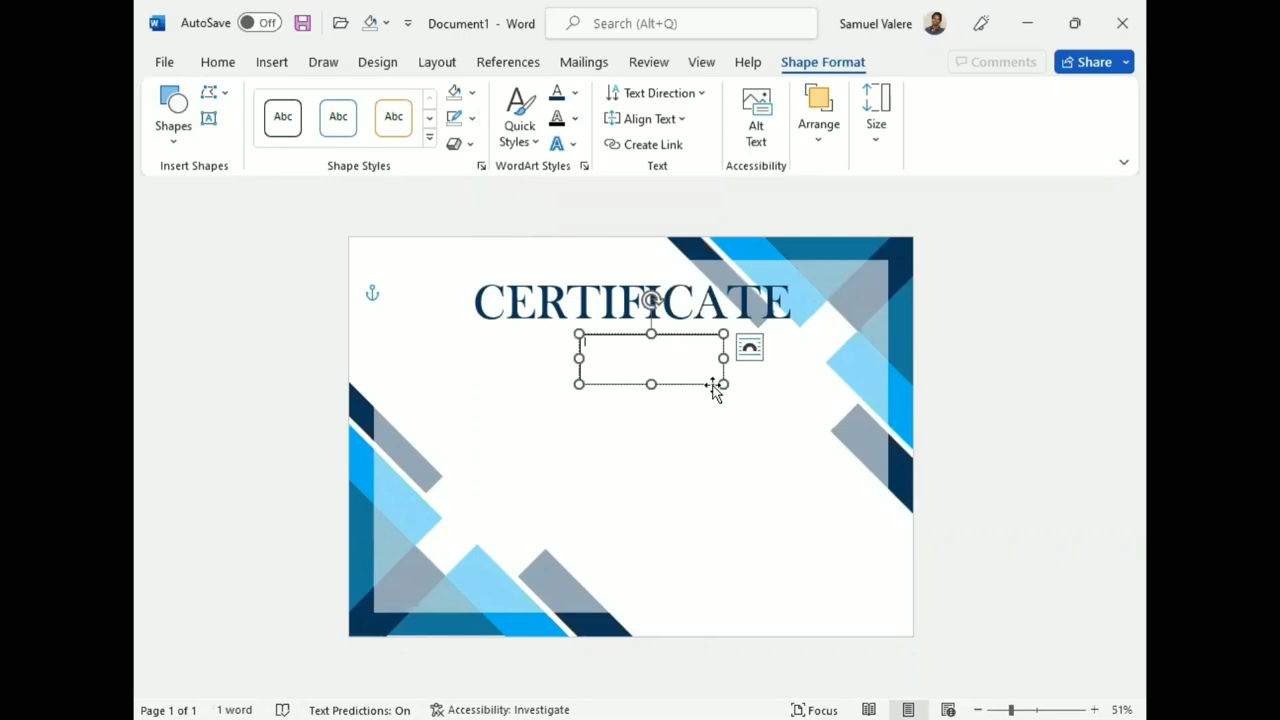 AutoSave Off Document1 - Word Search (Alt+Q) Samuel Valere
File Home Insert Draw Design Layout References Mailings Review View Help Shape Format Comments Share
Shapes
Abc Abc Abc
Quick Styles
Text Direction
Align Text
Create Link
Alt Text
Arrange
Size
Insert Shapes Shape Styles WordArt Styles Text Accessibility
CERTIFICATE
Page 1 of 1 1 word Text Predictions: On Accessibility: Investigate Focus 51%